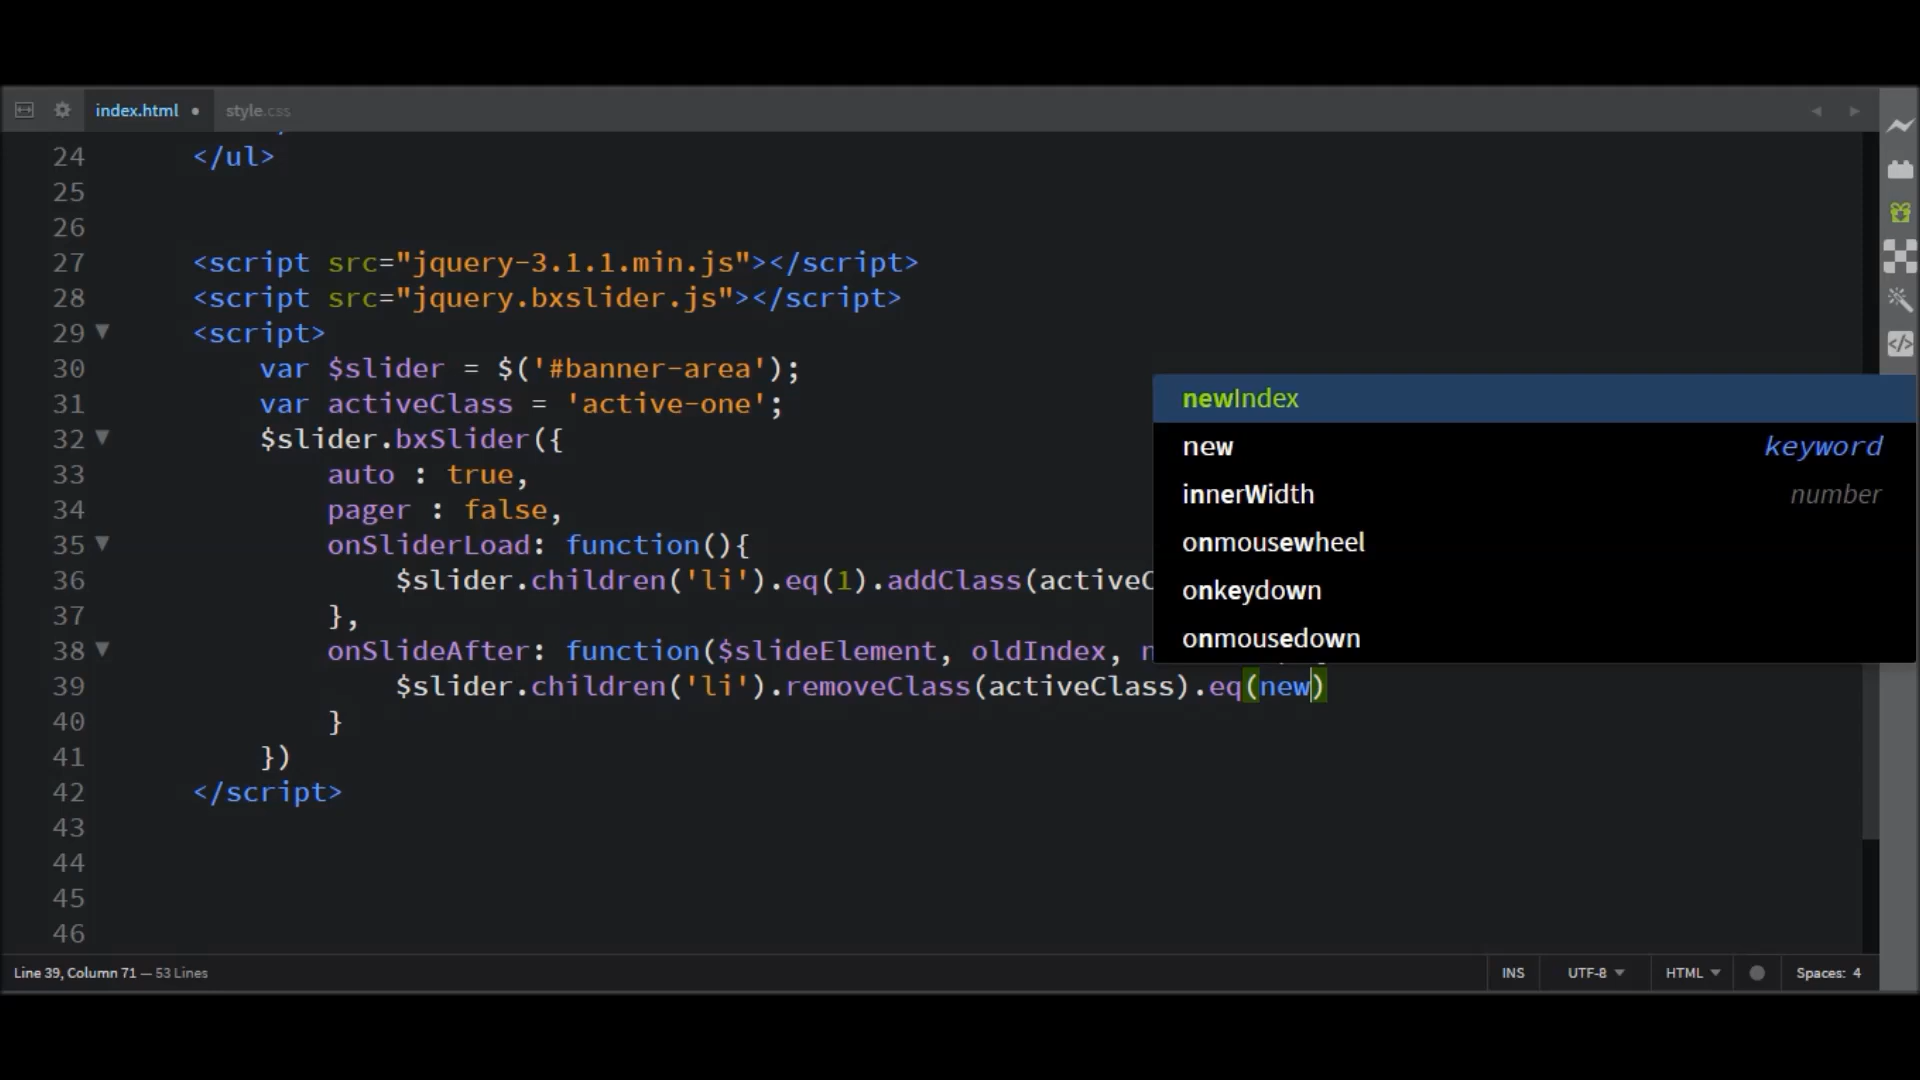 index.html
style.css
24 </ul>
25
26
27 <script src="jquery-3.1.1.min.js"></script>
28 <script src="jquery.bxslider.js"></script>
29 <script>
30 var $slider = $('#banner-area');
31 var activeClass = 'active-one';
32 $slider.bxSlider({
33 auto : true,
34 pager : false,
35 onSliderLoad: function(){
36 $slider.children('li').eq(1).addClass(activeC
37 },
38 onSlideAfter: function($slideElement, oldIndex, n
39 $slider.children('li').removeClass(activeClass).eq(new)
40 }
41 })
42 </script>
43
44
45
46
newIndex
new keyword
innerWidth number
onmousewheel
onkeydown
onmousedown
Line 39, Column 71 — 53 Lines
INS UTF-8 HTML Spaces: 4